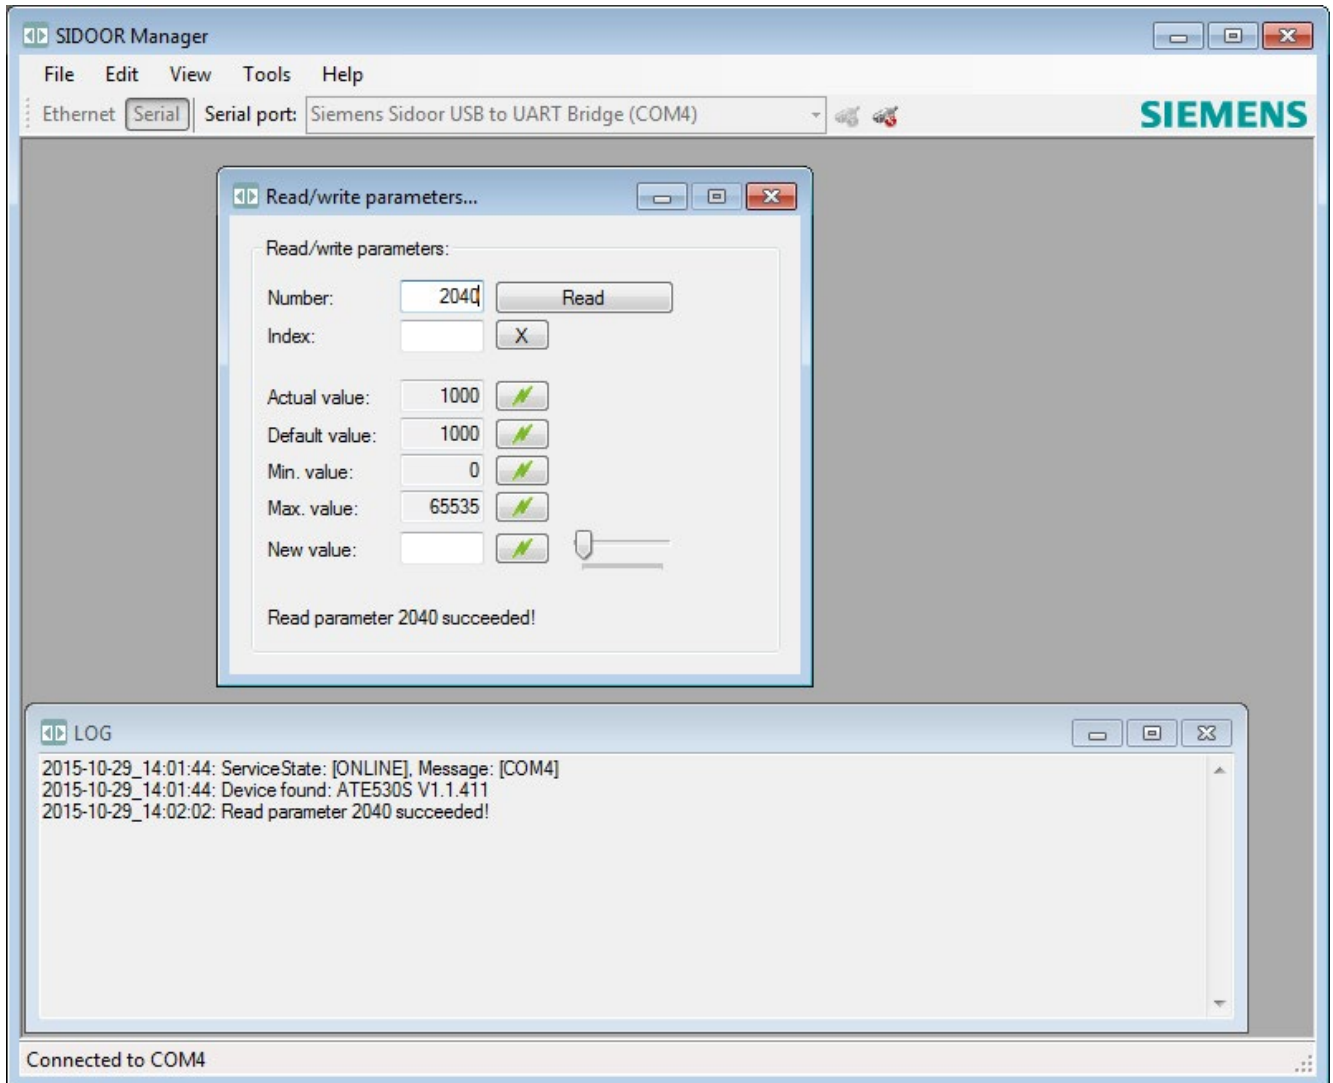 SIDOOR Manager
File Edit View Tools Help
Ethernet Serial Serial port: Siemens Sidoor USB to UART Bridge (COM4) SIEMENS
Read/write parameters...
Read/write parameters:
Number: 2040 Read
Index: X
Actual value: 1000
Default value: 1000
Min. value: 0
Max. value: 65535
New value:
Read parameter 2040 succeeded!
LOG
2015-10-29_14:01:44: ServiceState: [ONLINE], Message: [COM4]
2015-10-29_14:01:44: Device found: ATE530S V1.1.411
2015-10-29_14:02:02: Read parameter 2040 succeeded!
Connected to COM4